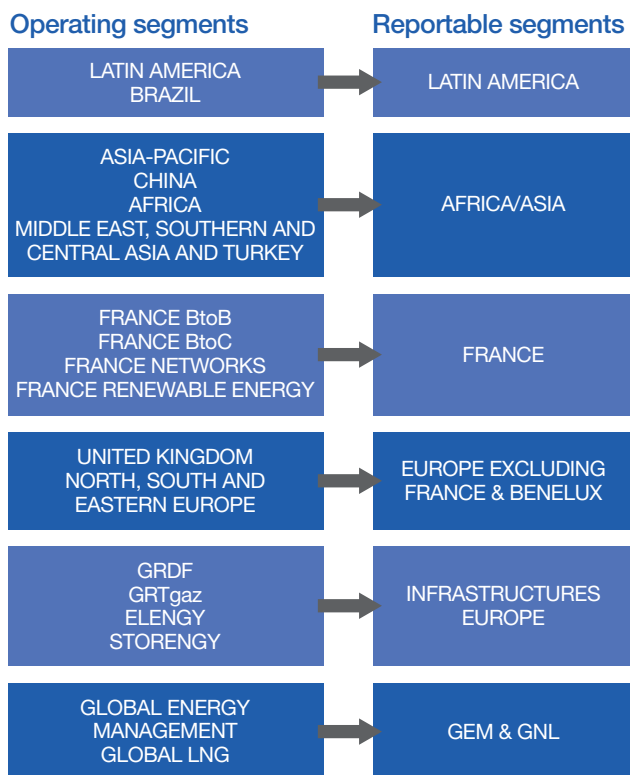 Operating segments
Reportable segments
LATIN AMERICA
BRAZIL
LATIN AMERICA
ASIA-PACIFIC
CHINA
AFRICA
MIDDLE EAST, SOUTHERN AND
CENTRAL ASIA AND TURKEY
AFRICA/ASIA
FRANCE BtoB
FRANCE BtoC
FRANCE NETWORKS
FRANCE RENEWABLE ENERGY
FRANCE
UNITED KINGDOM
NORTH, SOUTH AND
EASTERN EUROPE
EUROPE EXCLUDING
FRANCE & BENELUX
GRDF
GRTgaz
ELENGY
STORENGY
INFRASTRUCTURES
EUROPE
GLOBAL ENERGY
MANAGEMENT
GLOBAL LNG
GEM & GNL